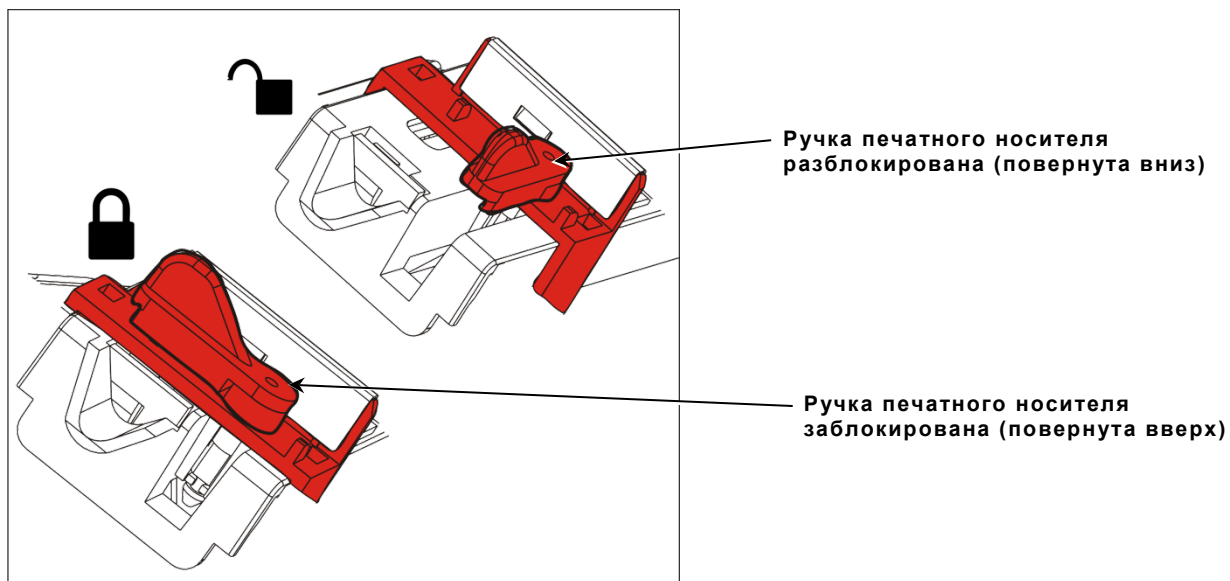 Ручка печатного носителя
разблокирована (повернута вниз)
Ручка печатного носителя
заблокирована (повернута вверх)